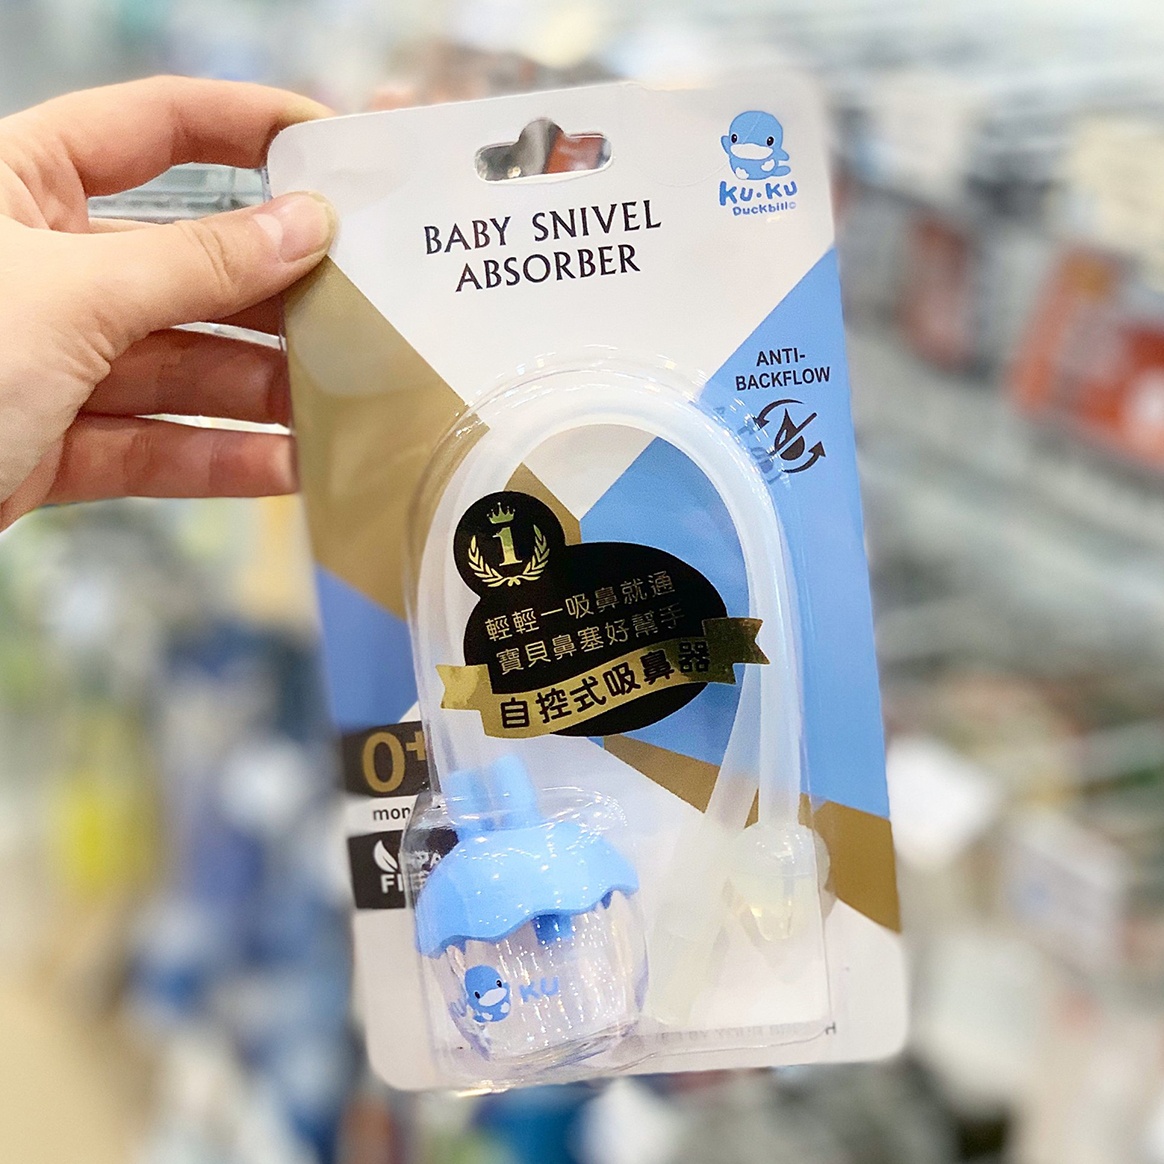 KU·KU
Duckbill©
BABY SNIVEL
ABSORBER
ANTI-
BACKFLOW
1
輕輕一吸鼻就通
寶貝鼻塞好幫手
自控式吸鼻器
0+
KU